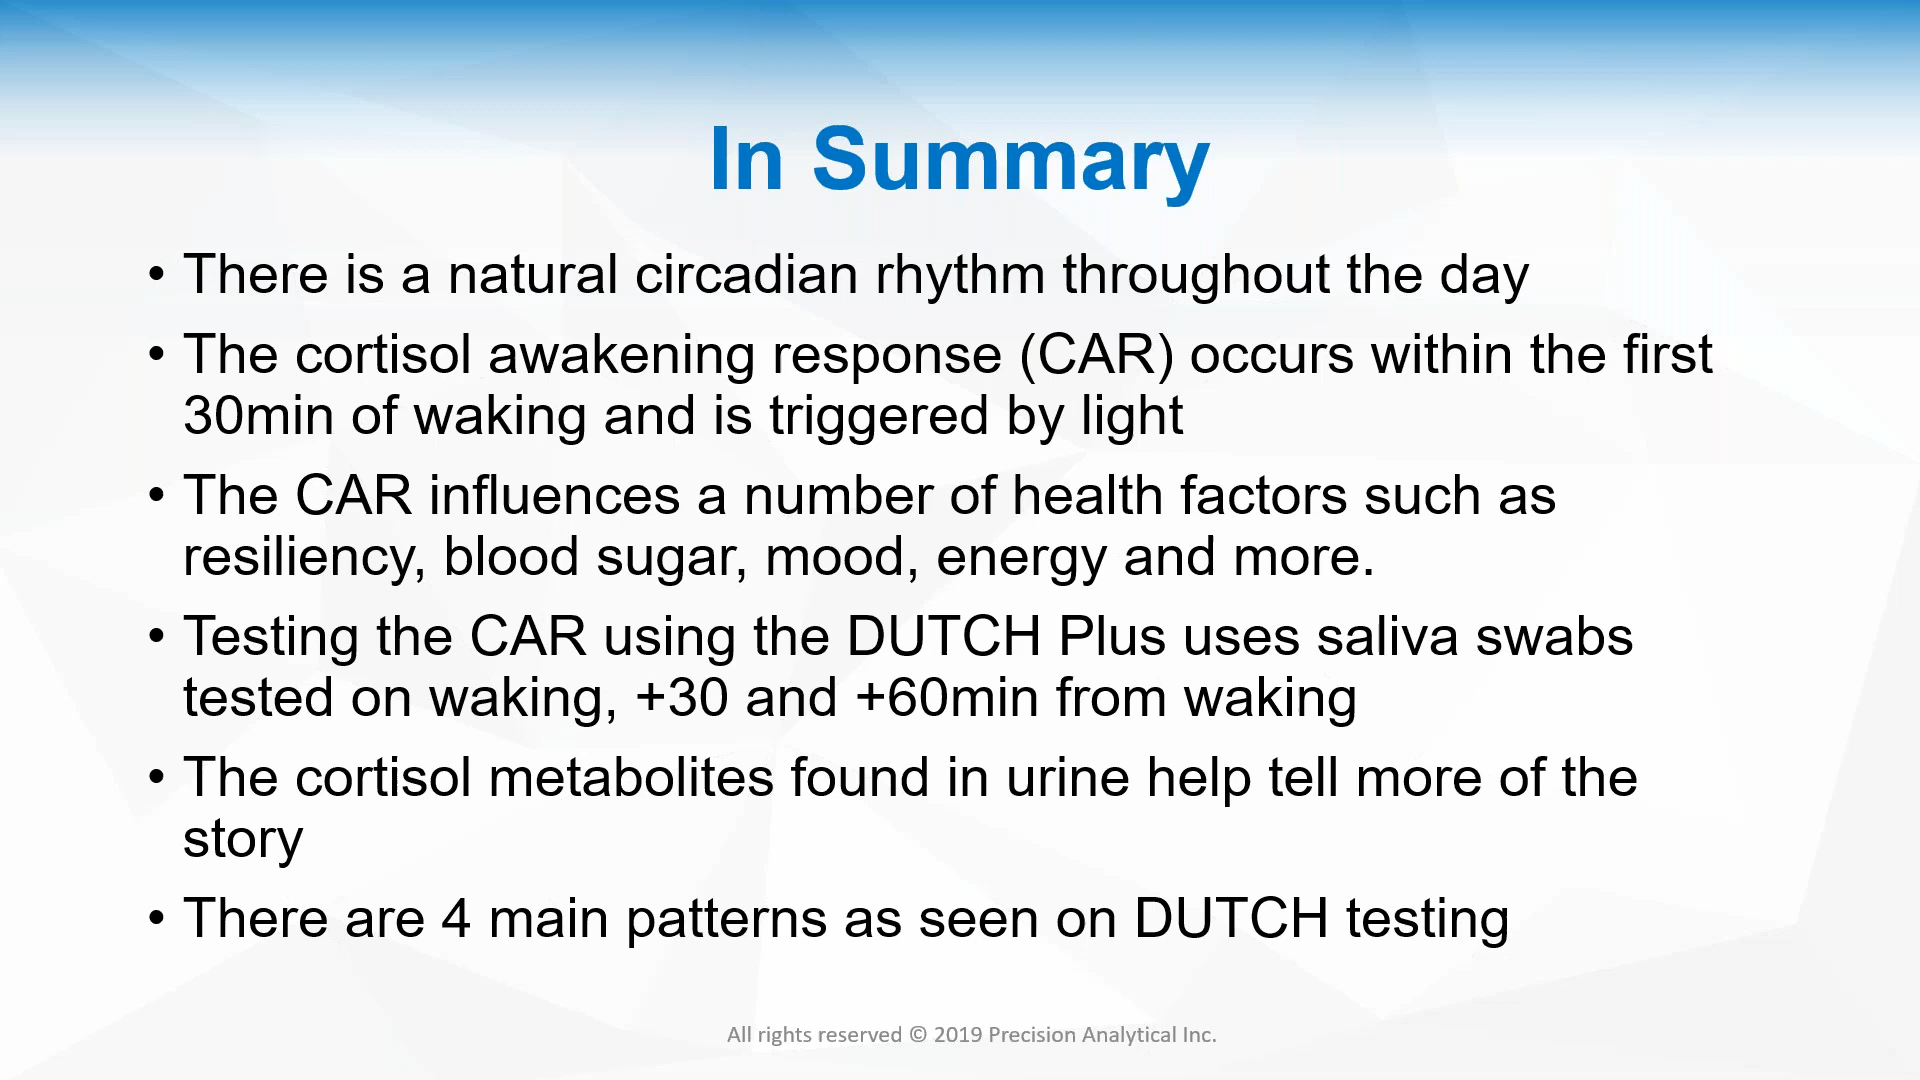 In Summary
• There is a natural circadian rhythm throughout the day
• The cortisol awakening response (CAR) occurs within the first
30min of waking and is triggered by light
• The CAR influences a number of health factors such as
resiliency, blood sugar, mood, energy and more.
• Testing the CAR using the DUTCH Plus uses saliva swabs
tested on waking, +30 and +60min from waking
• The cortisol metabolites found in urine help tell more of the
story
• There are 4 main patterns as seen on DUTCH testing
All rights reserved © 2019 Precision Analytical Inc.